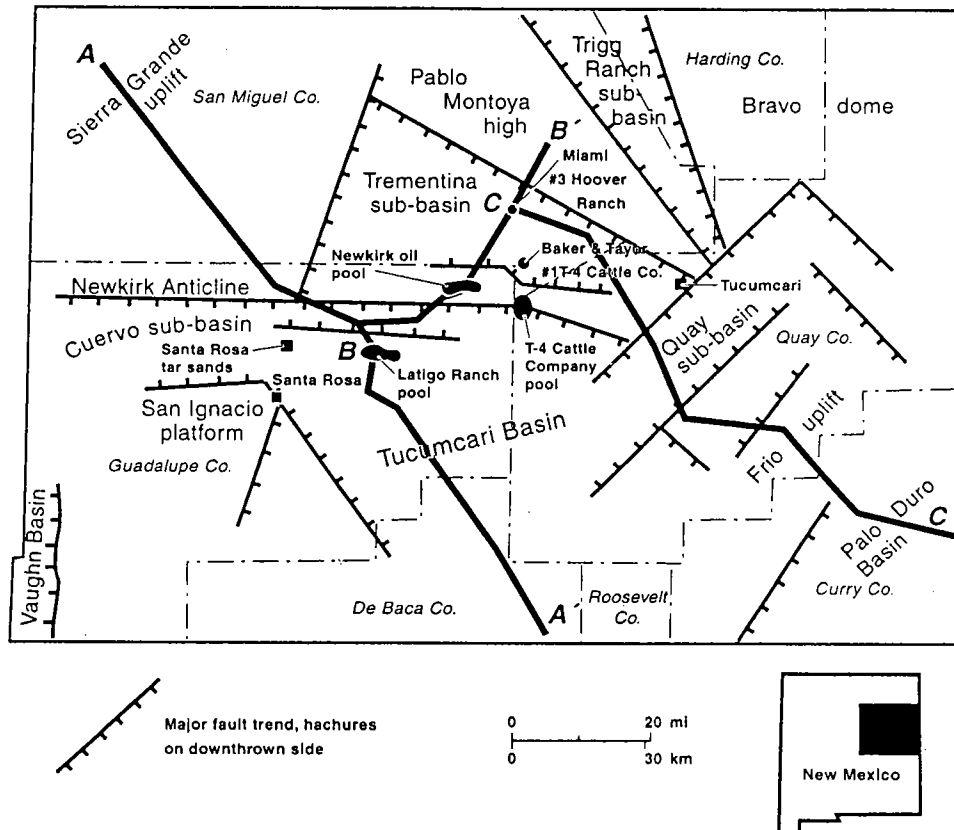 A
Sierra Grande
uplift
San Miguel Co.
Pablo
Montoya
high
Trigg
Ranch
sub-
basin
Harding Co.
Bravo dome
B´
Miami
#3 Hoover
Ranch
Trementina
sub-basin
C
Newkirk oil
pool
Baker & Taylor
#1T-4 Cattle Co.
Tucumcari
Newkirk Anticline
Cuervo sub-basin
Santa Rosa
tar sands
B
Santa Rosa
Latigo Ranch
pool
T-4 Cattle
Company
pool
Quay
sub-basin
Quay Co.
San Ignacio
platform
Guadalupe Co.
Tucumcari Basin
Frio uplift
Vaughn Basin
Palo Duro
Basin
C´
De Baca Co.
A´
Roosevelt
Co.
Curry Co.
Major fault trend, hachures
on downthrown side
0 20 mi
0 30 km
New Mexico